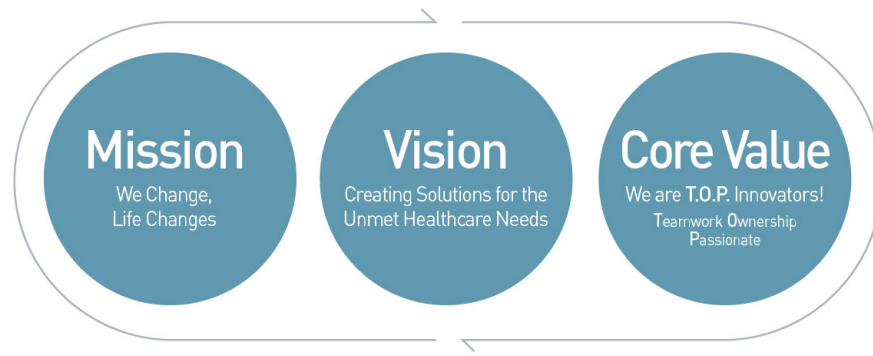 Mission
We Change,
Life Changes
Vision
Creating Solutions for the
Unmet Healthcare Needs
Core Value
We are T.O.P. Innovators!
Teamwork Ownership
Passionate